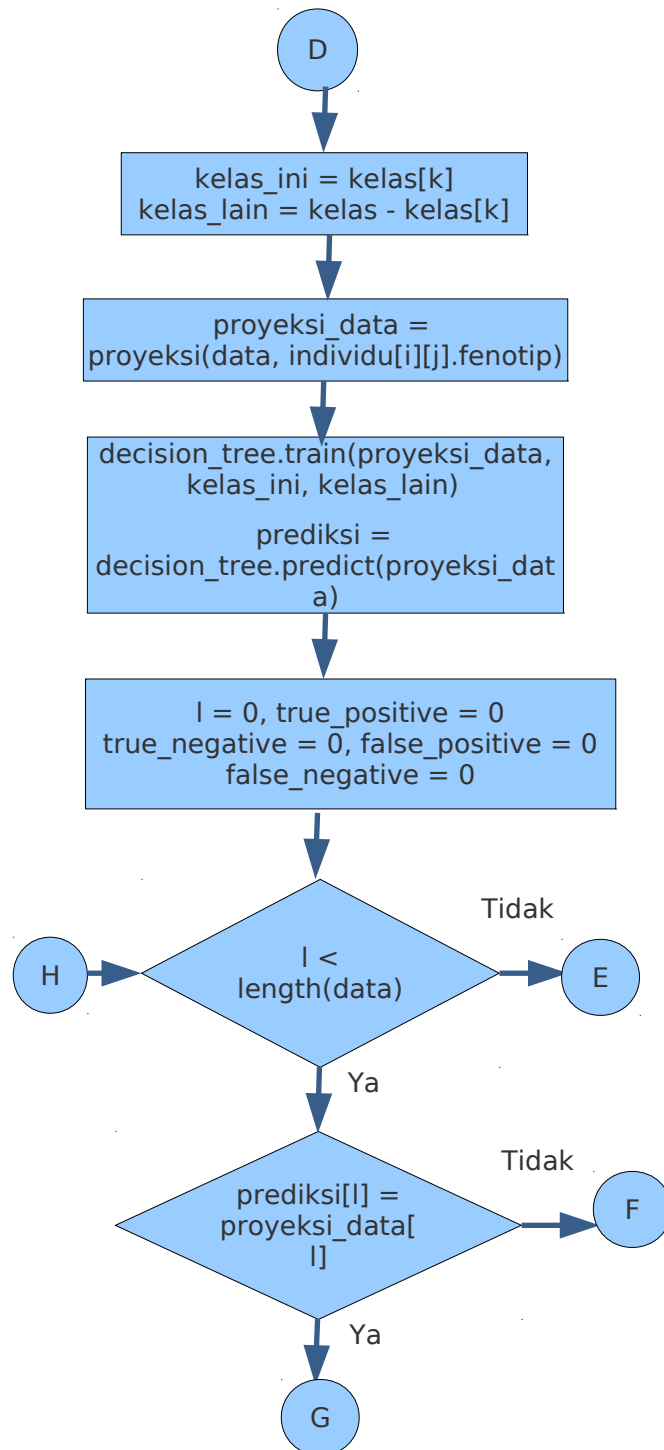 D
kelas_ini = kelas[k]
kelas_lain = kelas - kelas[k]
proyeksi_data =
proyeksi(data, individu[i][j].fenotip)
decision_tree.train(proyeksi_data,
kelas_ini, kelas_lain)
prediksi =
decision_tree.predict(proyeksi_dat
a)
l = 0, true_positive = 0
true_negative = 0, false_positive = 0
false_negative = 0
Tidak
H
l <
length(data)
E
Ya
Tidak
prediksi[l] =
proyeksi_data[
l]
F
Ya
G